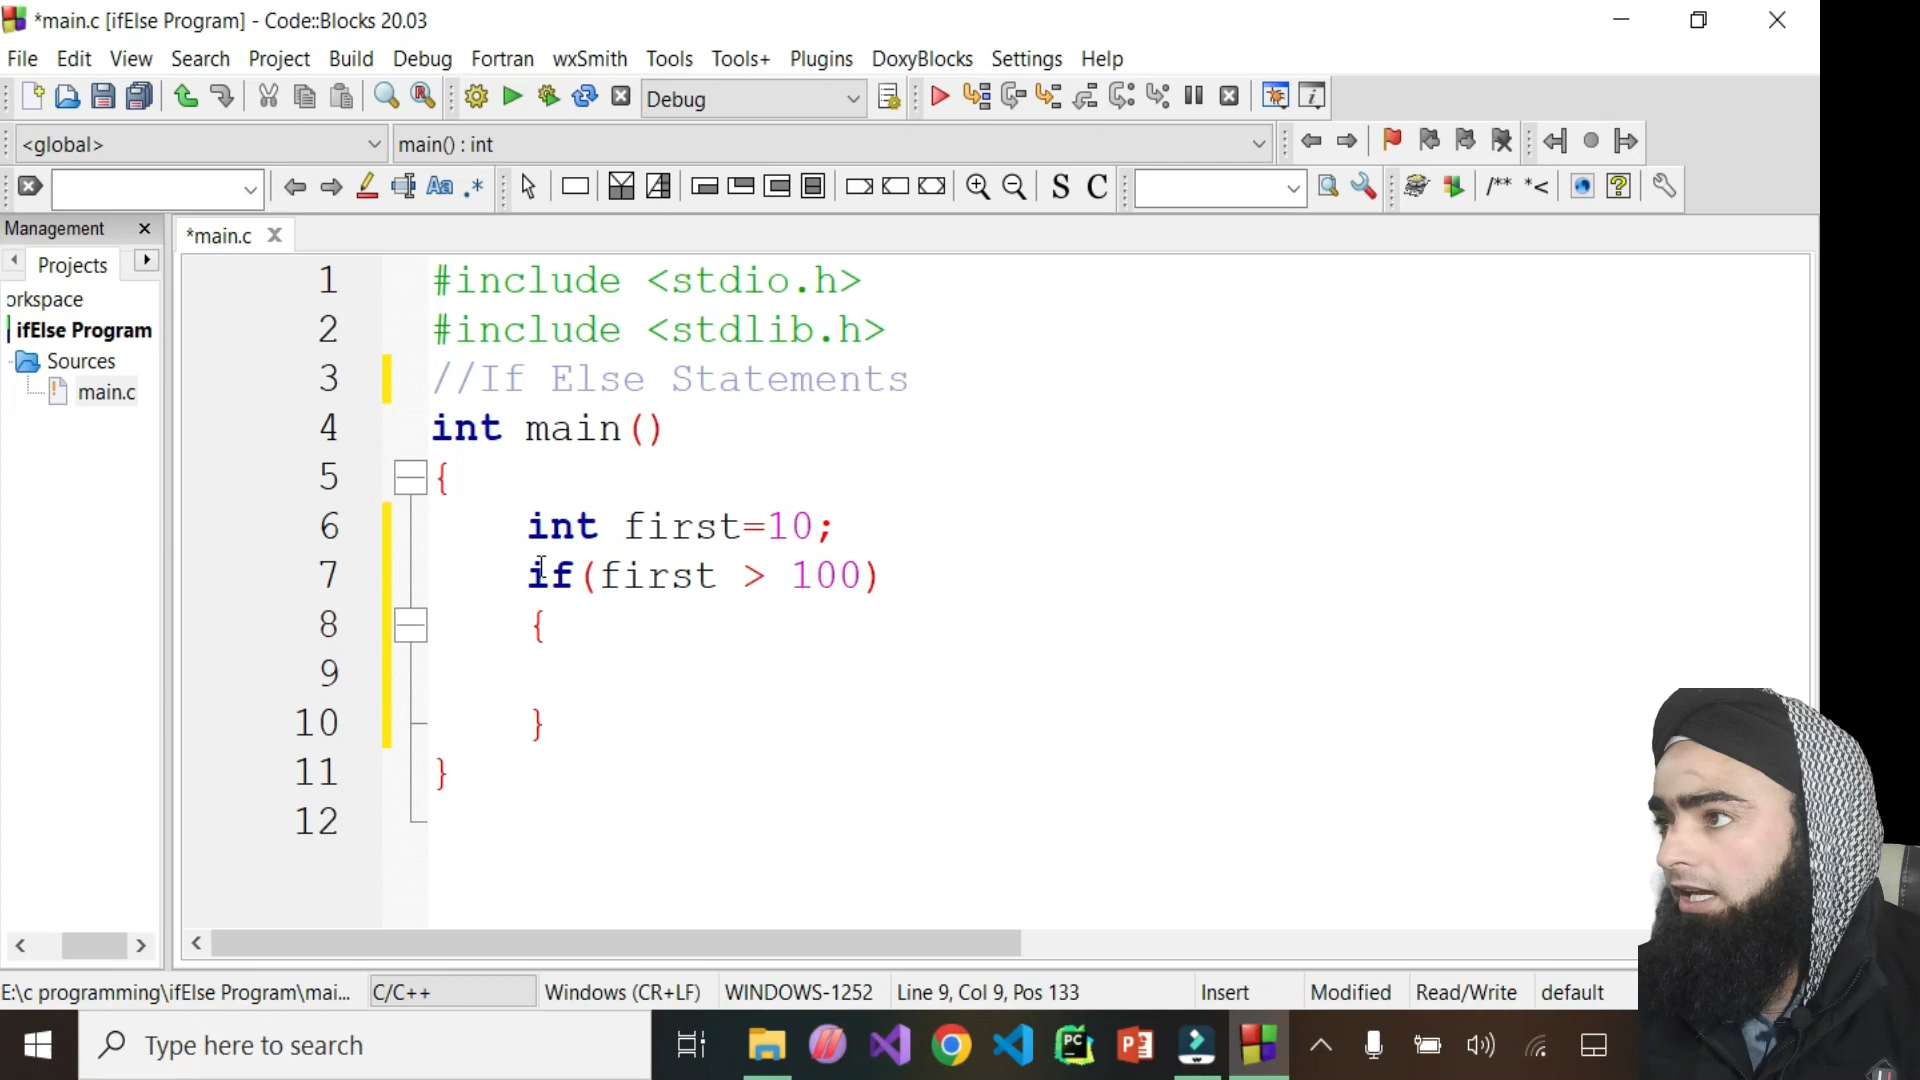 *main.c [ifElse Program] - Code::Blocks 20.03
File Edit View Search Project Build Debug Fortran wxSmith Tools Tools+ Plugins DoxyBlocks Settings Help
Debug
<global> main() : int
S C /** *<
Management
*main.c
Projects
orkspace
ifElse Program
Sources
main.c
1 #include <stdio.h>
2 #include <stdlib.h>
3 //If Else Statements
4 int main()
5 {
6 int first=10;
7 if(first > 100)
8 {
9
10 }
11 }
12
E:\c programming\ifElse Program\mai... C/C++ Windows (CR+LF) WINDOWS-1252 Line 9, Col 9, Pos 133 Insert Modified Read/Write default
Type here to search